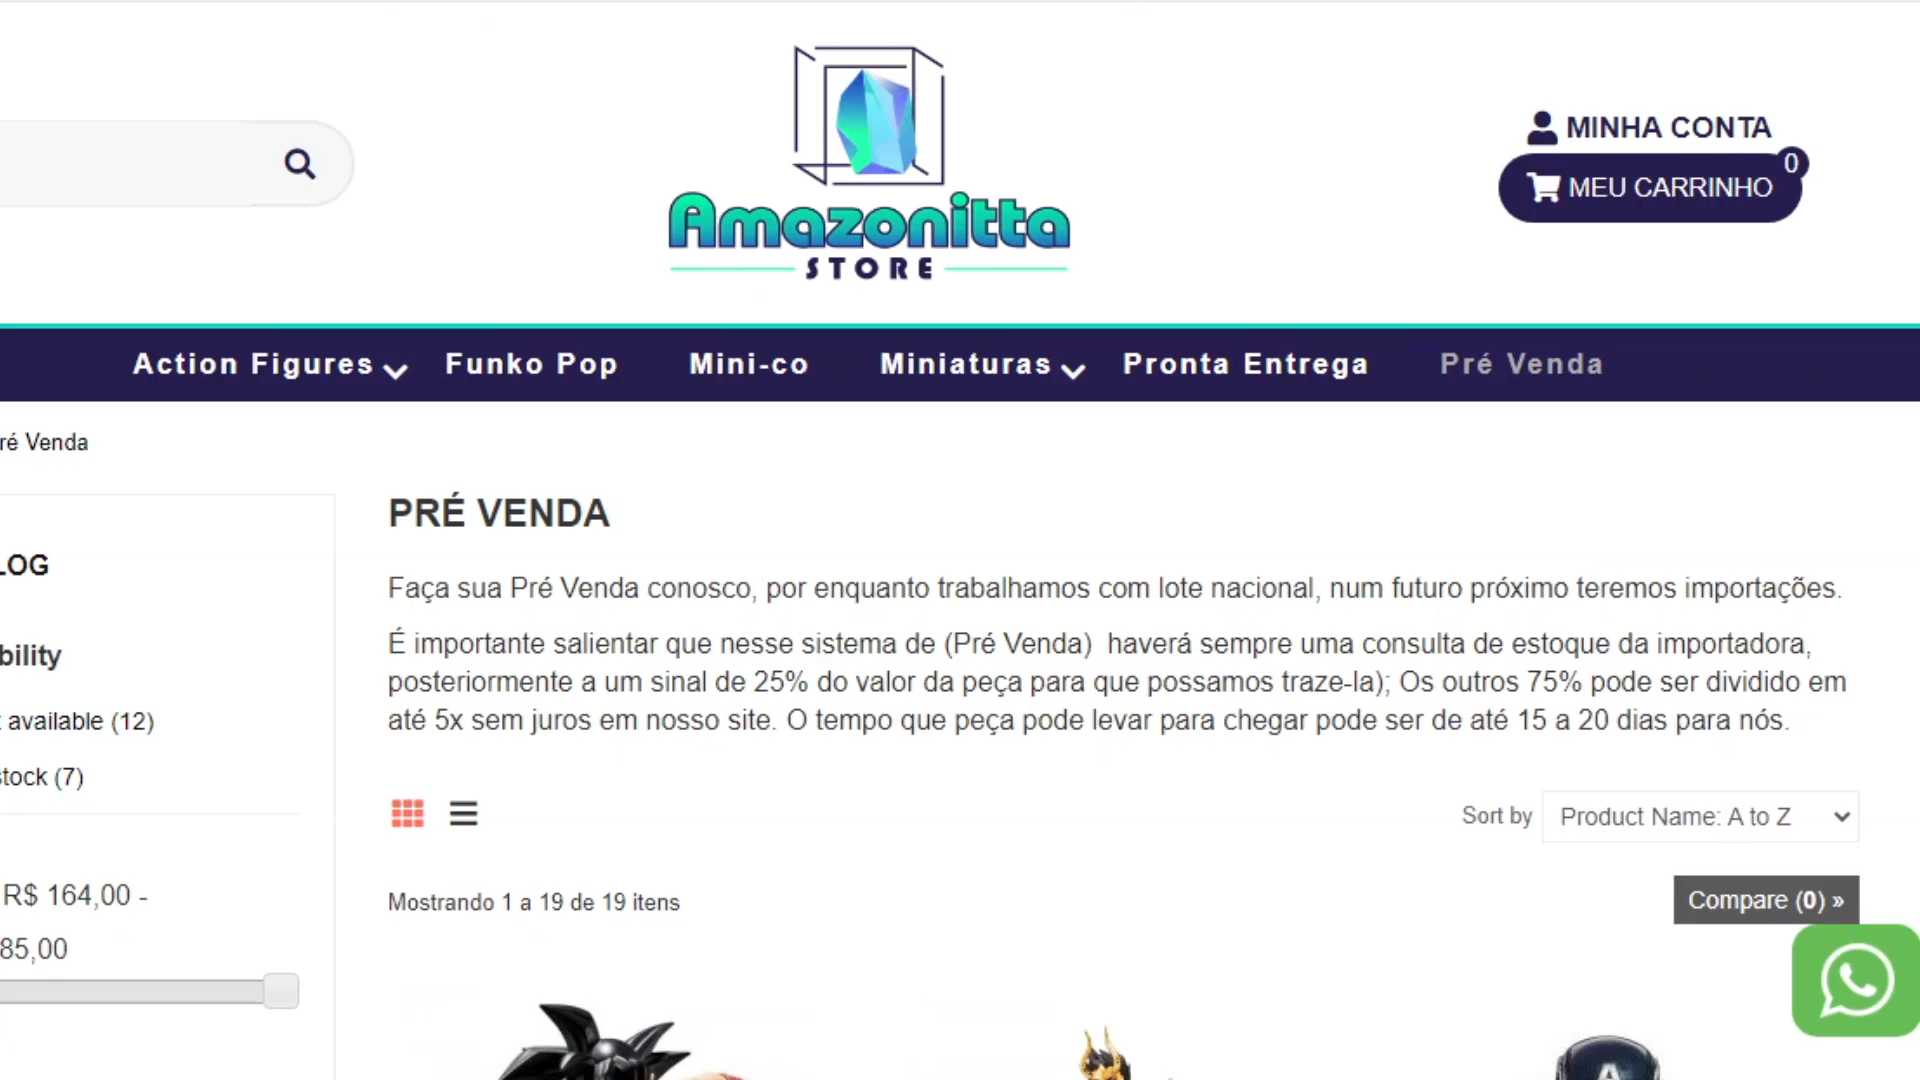 MINHA CONTA
0
MEU CARRINHO
Amazonitta
STORE
Action Figures
Funko Pop
Mini-co
Miniaturas
Pronta Entrega
Pré Venda
ré Venda
LOG
bility
available (12)
stock (7)
R$ 164,00 -
85,00
PRÉ VENDA
Faça sua Pré Venda conosco, por enquanto trabalhamos com lote nacional, num futuro próximo teremos importações.
É importante salientar que nesse sistema de (Pré Venda) haverá sempre uma consulta de estoque da importadora,
posteriormente a um sinal de 25% do valor da peça para que possamos traze-la); Os outros 75% pode ser dividido em
até 5x sem juros em nosso site. O tempo que peça pode levar para chegar pode ser de até 15 a 20 dias para nós.
Sort by
Product Name: A to Z
Mostrando 1 a 19 de 19 itens
Compare (0) »
A